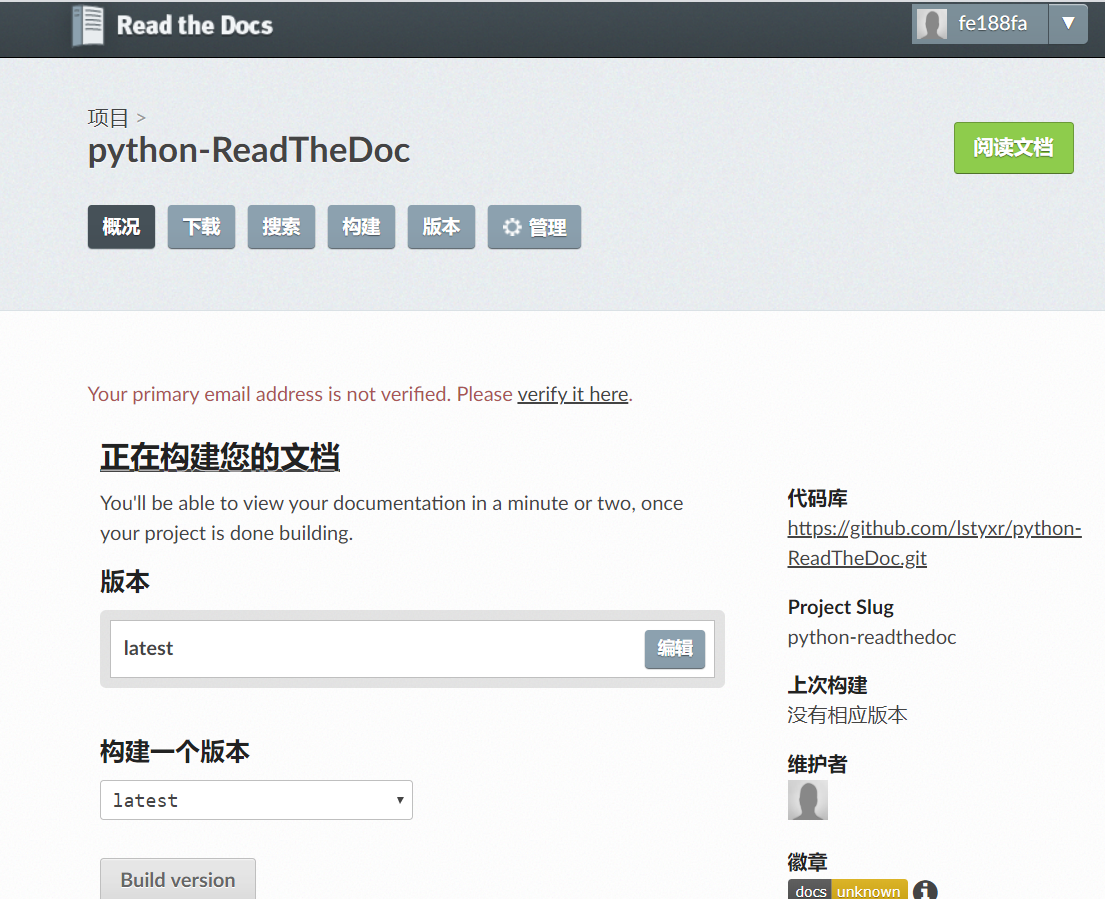 Read the Docs
fe188fa
项目 >
python-ReadTheDoc
阅读文档
概况 下载 搜索 构建 版本 管理
Your primary email address is not verified. Please verify it here.
正在构建您的文档
You'll be able to view your documentation in a minute or two, once
your project is done building.
版本
latest
编辑
构建一个版本
latest
Build version
代码库
https://github.com/lstyxr/python-
ReadTheDoc.git
Project Slug
python-readthedoc
上次构建
没有相应版本
维护者
徽章
docs unknown